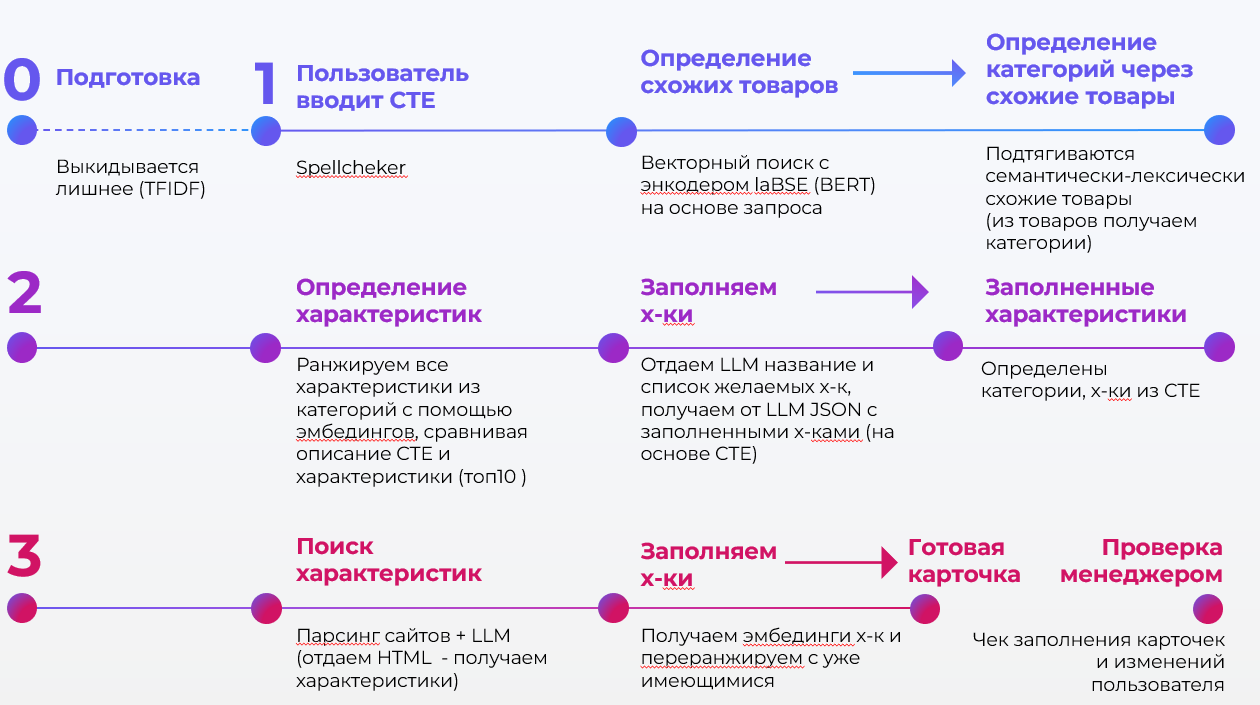 0
Подготовка
Выкидывается
лишнее (TFIDF)
1
Пользователь
вводит СТЕ
Spellcheker
Определение
схожих товаров
Векторный поиск с
энкодером laBSE (BERT)
на основе запроса
Определение
категорий через
схожие товары
Подтягиваются
семантически-лексически
схожие товары
(из товаров получаем
категории)
2
Определение
характеристик
Ранжируем все
характеристики из
категорий с помощью
эмбедингов, сравнивая
описание СТЕ и
характеристики (топ10 )
Заполняем
х-ки
Отдаем LLM название и
список желаемых х-к,
получаем от LLM JSON с
заполненными х-ками (на
основе СТЕ)
Заполненные
характеристики
Определены
категории, х-ки из СТЕ
3
Поиск
характеристик
Парсинг сайтов + LLM
(отдаем HTML  - получаем
характеристики)
Заполняем
х-ки
Получаем эмбединги х-к и
переранжируем с уже
имеющимися
Готовая
карточка
Проверка
менеджером
Чек заполнения карточек
и изменений
пользователя